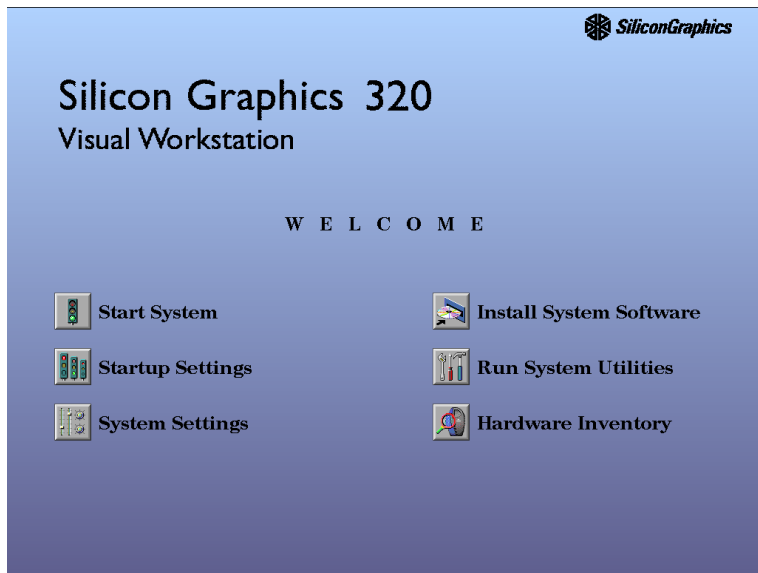 SiliconGraphics
Silicon Graphics 320
Visual Workstation
W E L C O M E
Start System
Install System Software
Startup Settings
Run System Utilities
System Settings
Hardware Inventory